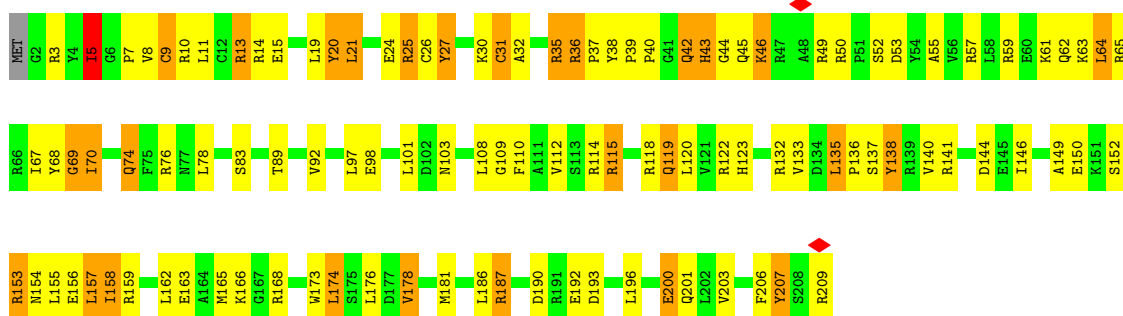 MET G2 R3 Y4 I5 G6 P7 V8 C9 R10 L11 C12 R13 R14 E15 L19 Y20 L21 E24 R25 C26 Y27 K30 C31 A32 R35 R36 P37 Y38 P39 P40 G41 Q42 H43 G44 Q45 K46 R47 A48 R49 R50 P51 S52 D53 Y54 A55 V56 R57 L58 R59 E60 K61 Q62 K63 L64 R65
R66 I67 Y68 G69 I70 Q74 F75 R76 N77 L78 S83 T89 V92 L97 E98 L101 D102 N103 L108 G109 F110 A111 V112 S113 R114 R115 R118 Q119 L120 V121 R122 H123 R132 V133 D134 L135 P136 S137 Y138 R139 V140 R141 D144 E145 I146 A149 E150 K151 S152
R153 N154 L155 E156 L157 I158 R159 L162 E163 A164 M165 K166 G167 R168 W173 L174 S175 L176 D177 V178 M181 L186 R187 D190 R191 E192 D193 L196 E200 Q201 L202 V203 F206 Y207 S208 R209